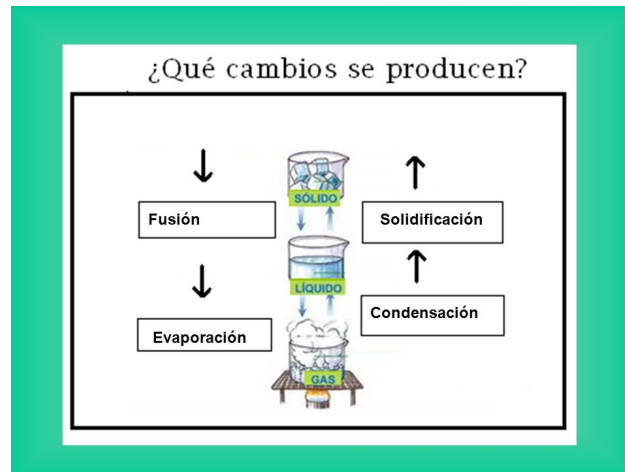 ¿Qué cambios se producen?
SÓLIDO
Fusión
Solidificación
LÍQUIDO
Condensación
Evaporación
GAS